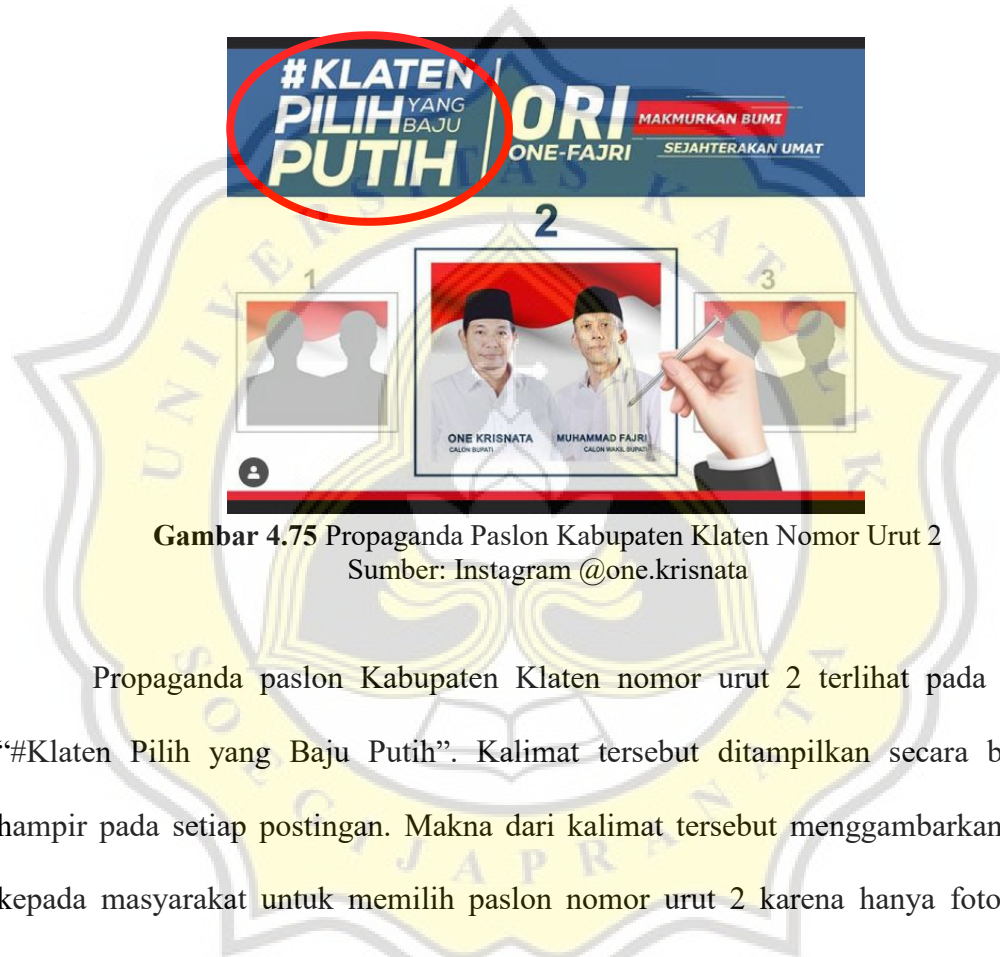 #KLATEN
PILIH YANG BAJU
PUTIH
ORI
ONE-FAJRI
MAKMURKAN BUMI
SEJAHTERAKAN UMAT
1
2
3
ONE KRISNATA
CALON BUPATI
MUHAMMAD FAJRI
CALON WAKIL BUPATI
Gambar 4.75 Propaganda Paslon Kabupaten Klaten Nomor Urut 2
Sumber: Instagram @one.krisnata
Propaganda paslon Kabupaten Klaten nomor urut 2 terlihat pada
“#Klaten Pilih yang Baju Putih”. Kalimat tersebut ditampilkan secara b
hampir pada setiap postingan. Makna dari kalimat tersebut menggambarkan
kepada masyarakat untuk memilih paslon nomor urut 2 karena hanya foto
UNIVERSITAS KATOLIK
SOEGIJAPRANATA